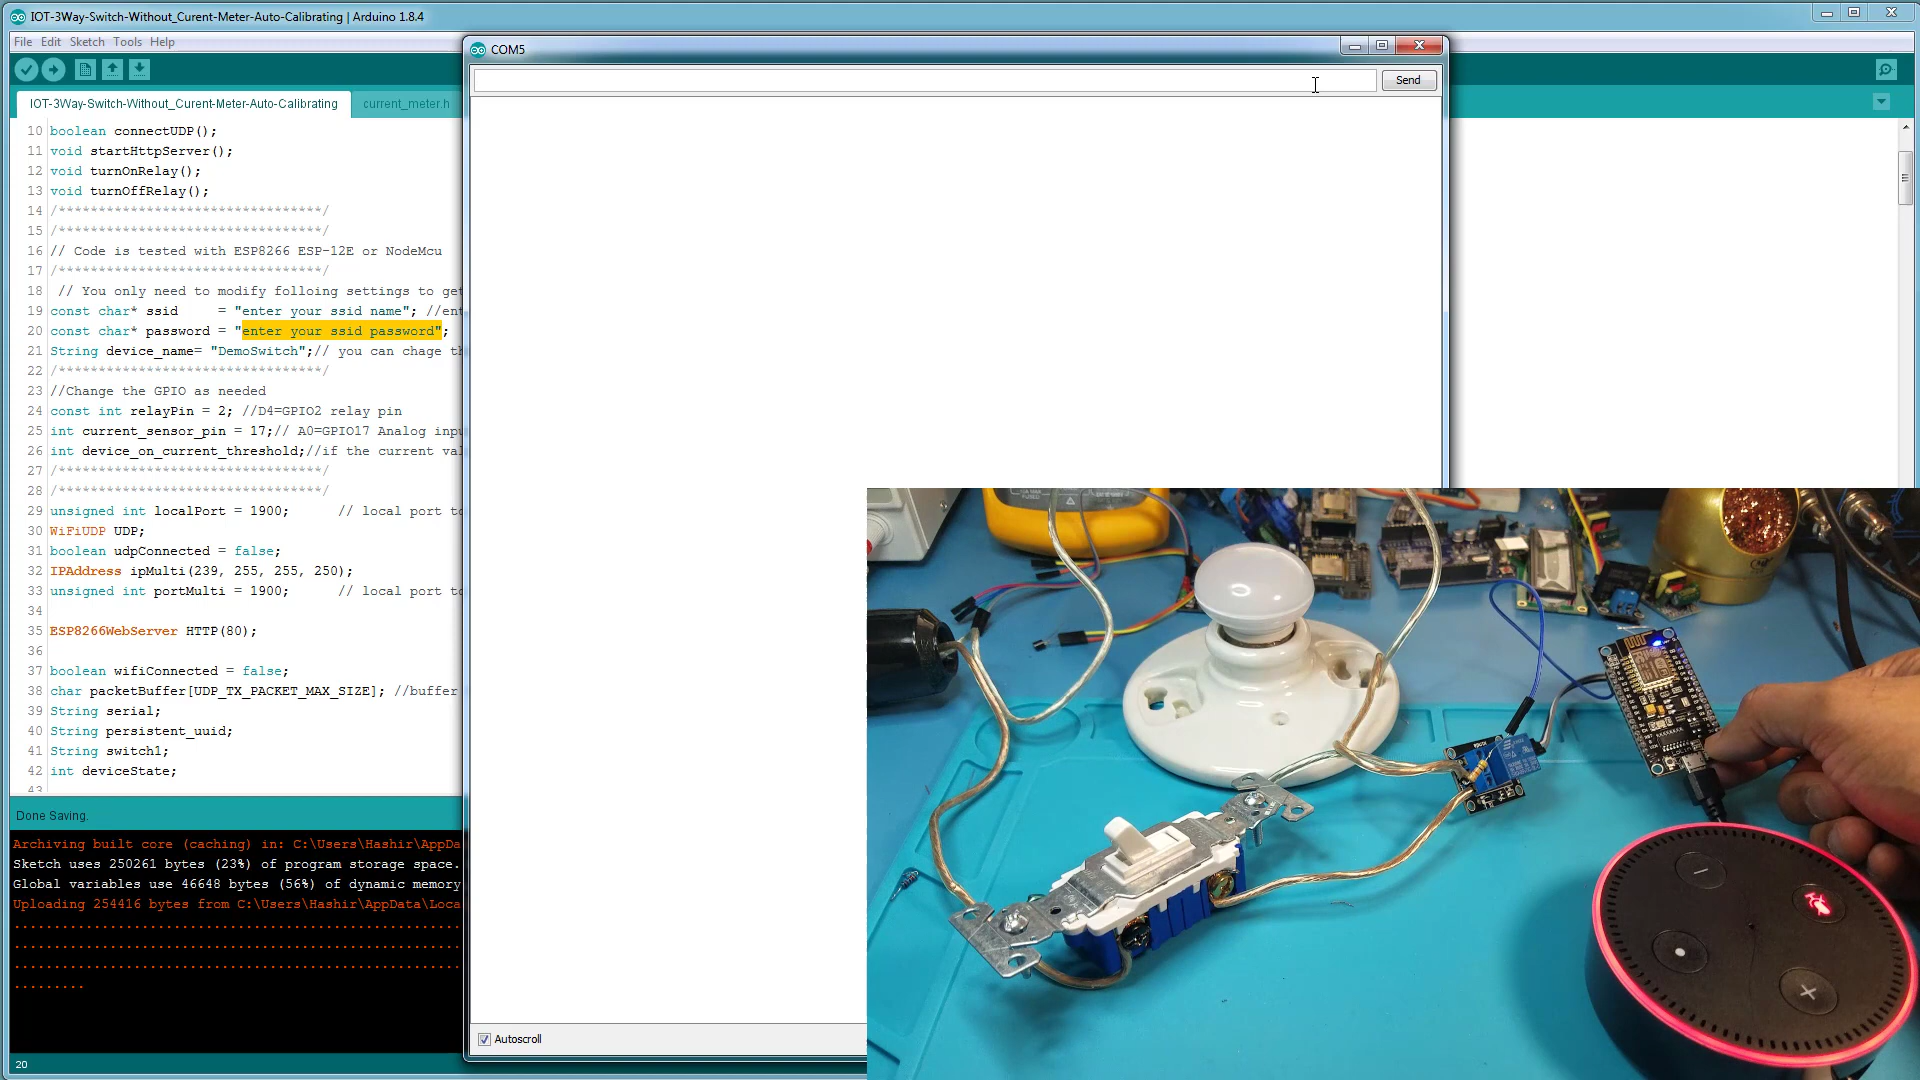 IOT-3Way-Switch-Without_Curent-Meter-Auto-Calibrating | Arduino 1.8.4
File Edit Sketch Tools Help
COM5
Send
IOT-3Way-Switch-Without_Curent-Meter-Auto-Calibrating
current_meter.h
10 boolean connectUDP();
11 void startHttpServer();
12 void turnOnRelay();
13 void turnOffRelay();
14 /*********************************/
15 /*********************************/
16 // Code is tested with ESP8266 ESP-12E or NodeMcu
17 /*********************************/
18 // You only need to modify folloing settings to get
19 const char* ssid     = "enter your ssid name"; //ent
20 const char* password = "enter your ssid password";
21 String device_name= "DemoSwitch";// you can chage th
22 /*********************************/
23 //Change the GPIO as needed
24 const int relayPin = 2; //D4=GPIO2 relay pin
25 int current_sensor_pin = 17;// A0=GPIO17 Analog inpu
26 int device_on_current_threshold;//if the current val
27 /*********************************/
28 /*********************************/
29 unsigned int localPort = 1900;      // local port to
30 WiFiUDP UDP;
31 boolean udpConnected = false;
32 IPAddress ipMulti(239, 255, 255, 250);
33 unsigned int portMulti = 1900;      // local port to
34
35 ESP8266WebServer HTTP(80);
36
37 boolean wifiConnected = false;
38 char packetBuffer[UDP_TX_PACKET_MAX_SIZE]; //buffer
39 String serial;
40 String persistent_uuid;
41 String switch1;
42 int deviceState;
43
Done Saving.
Archiving built core (caching) in: C:\Users\Hashir\AppDa
Sketch uses 250261 bytes (23%) of program storage space.
Global variables use 46648 bytes (56%) of dynamic memory
Uploading 254416 bytes from C:\Users\Hashir\AppData\Loca
........................................................
........................................................
........................................................
.........
Autoscroll
20